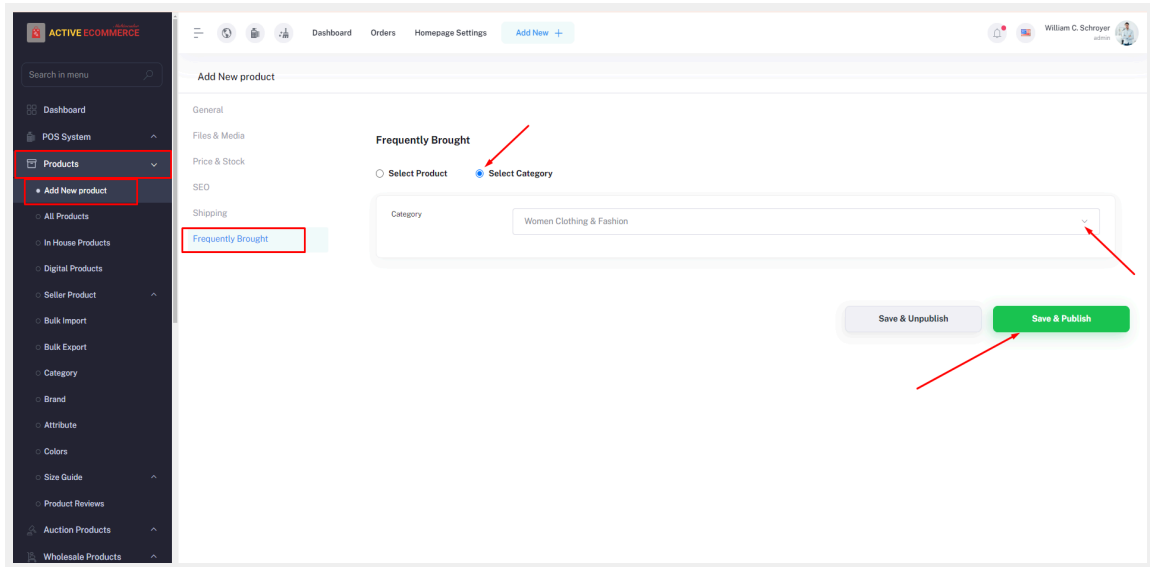 ACTIVE ECOMMERCE
Dashboard
Orders
Homepage Settings
Add New +
William C. Schroyer
admin
Search in menu
Dashboard
POS System
Products
Add New product
All Products
In House Products
Digital Products
Seller Product
Bulk Import
Bulk Export
Category
Brand
Attribute
Colors
Size Guide
Product Reviews
Auction Products
Wholesale Products
Add New product
General
Files & Media
Price & Stock
SEO
Shipping
Frequently Brought
Frequently Brought
Select Product
Select Category
Category
Women Clothing & Fashion
Save & Unpublish
Save & Publish